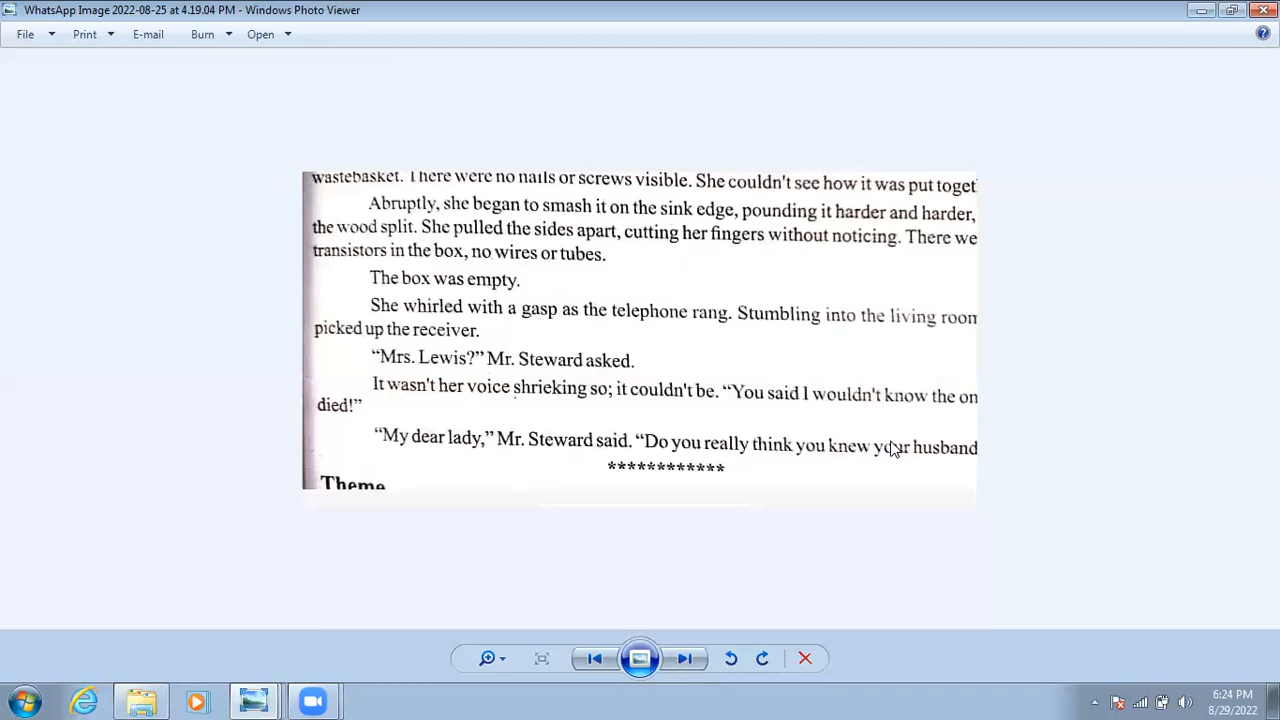 WhatsApp Image 2022-08-25 at 4.19.04 PM - Windows Photo Viewer
File Print E-mail Burn Open
wastebasket. There were no nails or screws visible. She couldn't see how it was put toget
Abruptly, she began to smash it on the sink edge, pounding it harder and harder,
the wood split. She pulled the sides apart, cutting her fingers without noticing. There we
transistors in the box, no wires or tubes.
The box was empty.
She whirled with a gasp as the telephone rang. Stumbling into the living room
picked up the receiver.
“Mrs. Lewis?” Mr. Steward asked.
It wasn't her voice shrieking so; it couldn't be. “You said I wouldn't know the on
died!”
“My dear lady,” Mr. Steward said. “Do you really think you knew your husband
************
Theme
6:24 PM
8/29/2022